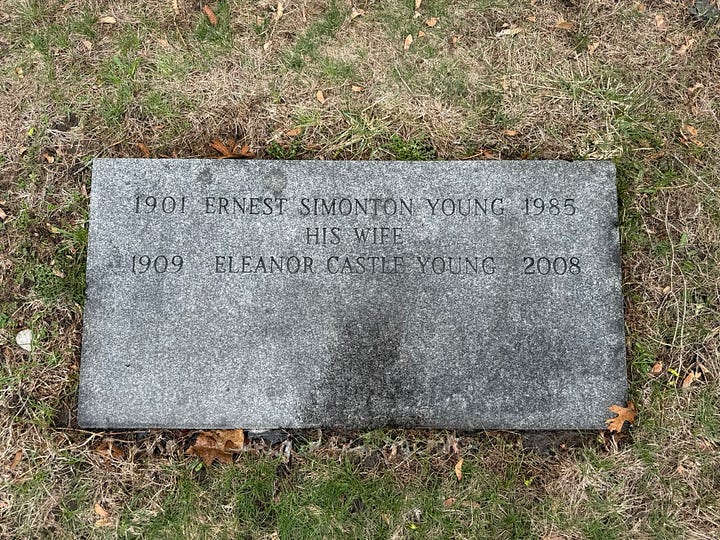 1901 ERNEST SIMONTON YOUNG 1985
HIS WIFE
1909 ELEANOR CASTLE YOUNG 2008